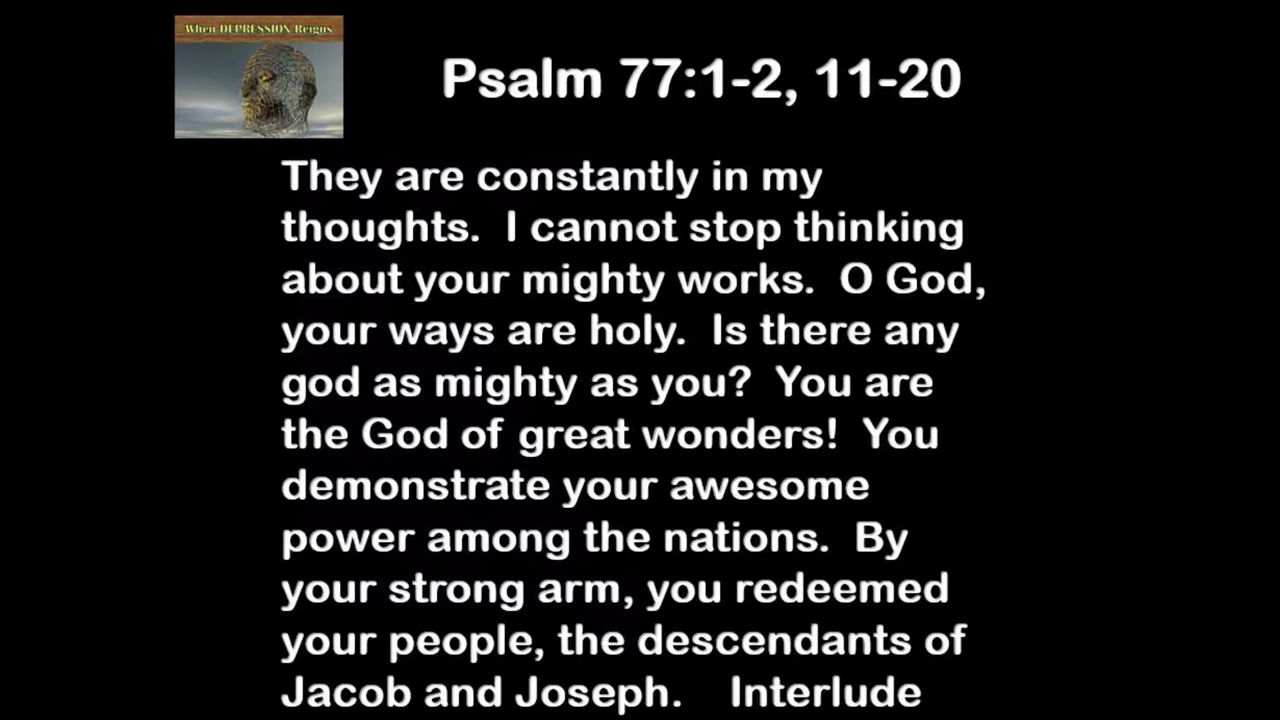 When DEPRESSION Reigns
Psalm 77:1-2, 11-20
They are constantly in my
thoughts. I cannot stop thinking
about your mighty works. O God,
your ways are holy. Is there any
god as mighty as you? You are
the God of great wonders! You
demonstrate your awesome
power among the nations. By
your strong arm, you redeemed
your people, the descendants of
Jacob and Joseph. Interlude